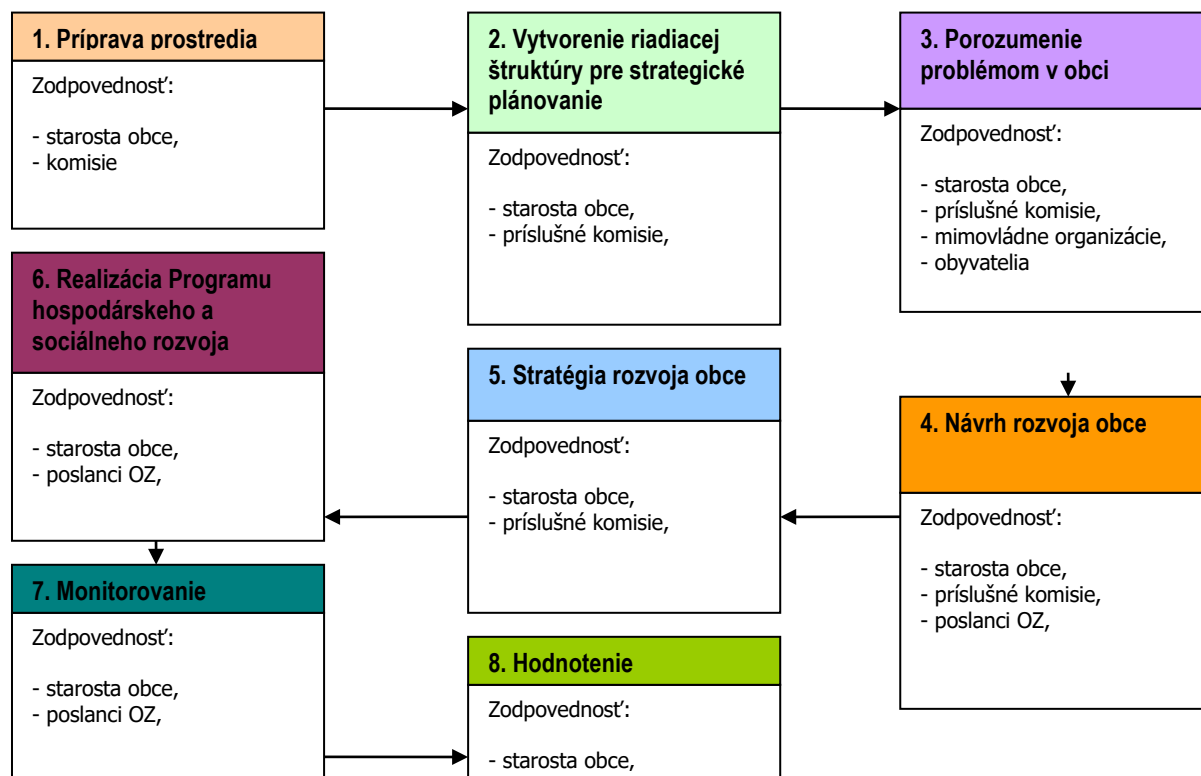 1. Príprava prostredia
Zodpovednosť:
- starosta obce,
- komisie
2. Vytvorenie riadiacej
štruktúry pre strategické
plánovanie
Zodpovednosť:
- starosta obce,
- príslušné komisie,
3. Porozumenie
problémom v obci
Zodpovednosť:
- starosta obce,
- príslušné komisie,
- mimovládne organizácie,
- obyvatelia
4. Návrh rozvoja obce
Zodpovednosť:
- starosta obce,
- príslušné komisie,
- poslanci OZ,
5. Stratégia rozvoja obce
Zodpovednosť:
- starosta obce,
- príslušné komisie,
6. Realizácia Programu
hospodárskeho a
sociálneho rozvoja
Zodpovednosť:
- starosta obce,
- poslanci OZ,
7. Monitorovanie
Zodpovednosť:
- starosta obce,
- poslanci OZ,
8. Hodnotenie
Zodpovednosť:
- starosta obce,